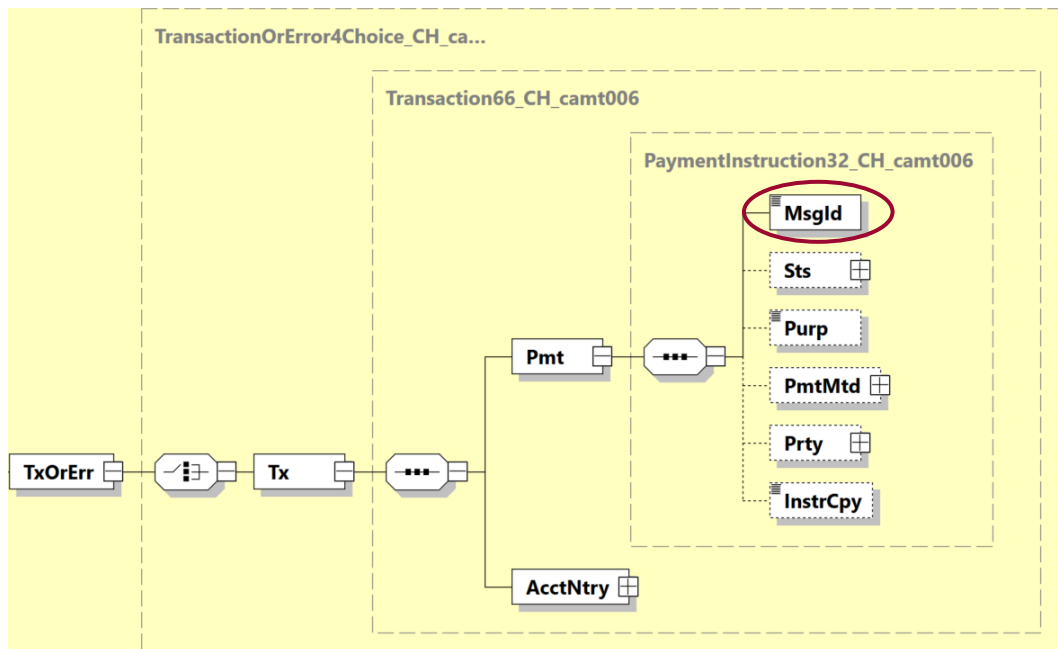 TransactionOrError4Choice_CH_ca...
Transaction66_CH_camt006
PaymentInstruction32_CH_camt006
MsgId
Sts
Purp
Pmt
PmtMtd
Prty
TxOrErr
Tx
InstrCpy
AcctNtry